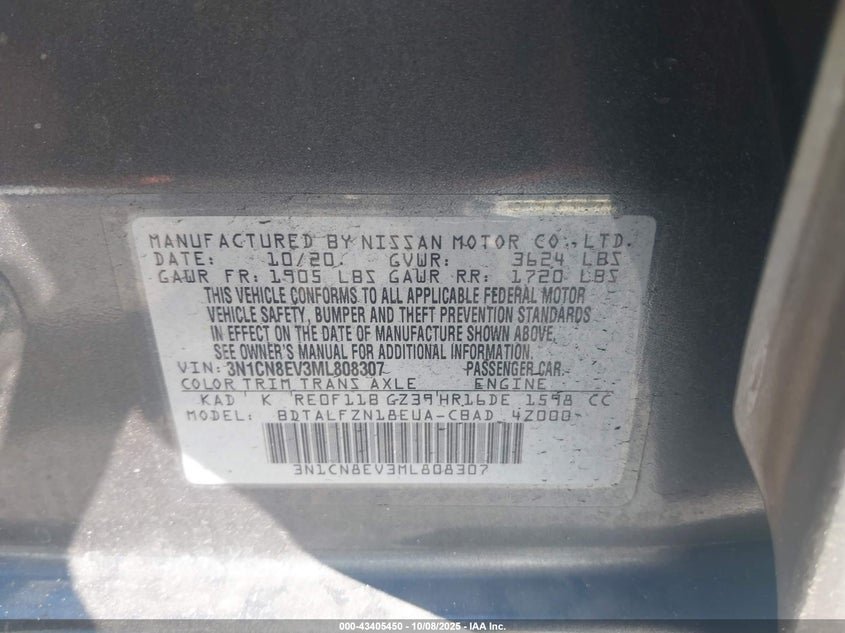 MANUFACTURED BY NISSAN MOTOR CO., LTD.
DATE: 10/20 GVWR: 3624 LBS
GAWR FR: 1905 LBS GAWR RR: 1720 LBS
THIS VEHICLE CONFORMS TO ALL APPLICABLE FEDERAL MOTOR
VEHICLE SAFETY, BUMPER AND THEFT PREVENTION STANDARDS
IN EFFECT ON THE DATE OF MANUFACTURE SHOWN ABOVE.
SEE OWNER'S MANUAL FOR ADDITIONAL INFORMATION.
VIN: 3N1CN8EV3ML808307 PASSENGER CAR
COLOR TRIM TRANS AXLE ENGINE
KAD K RE0F11B GZ39 HR16DE 1598 CC
MODEL: BDTALFZN18EUA-CBAD 4Z000
3N1CN8EV3ML808307
000-43405450 - 10/08/2025 - IAA Inc.